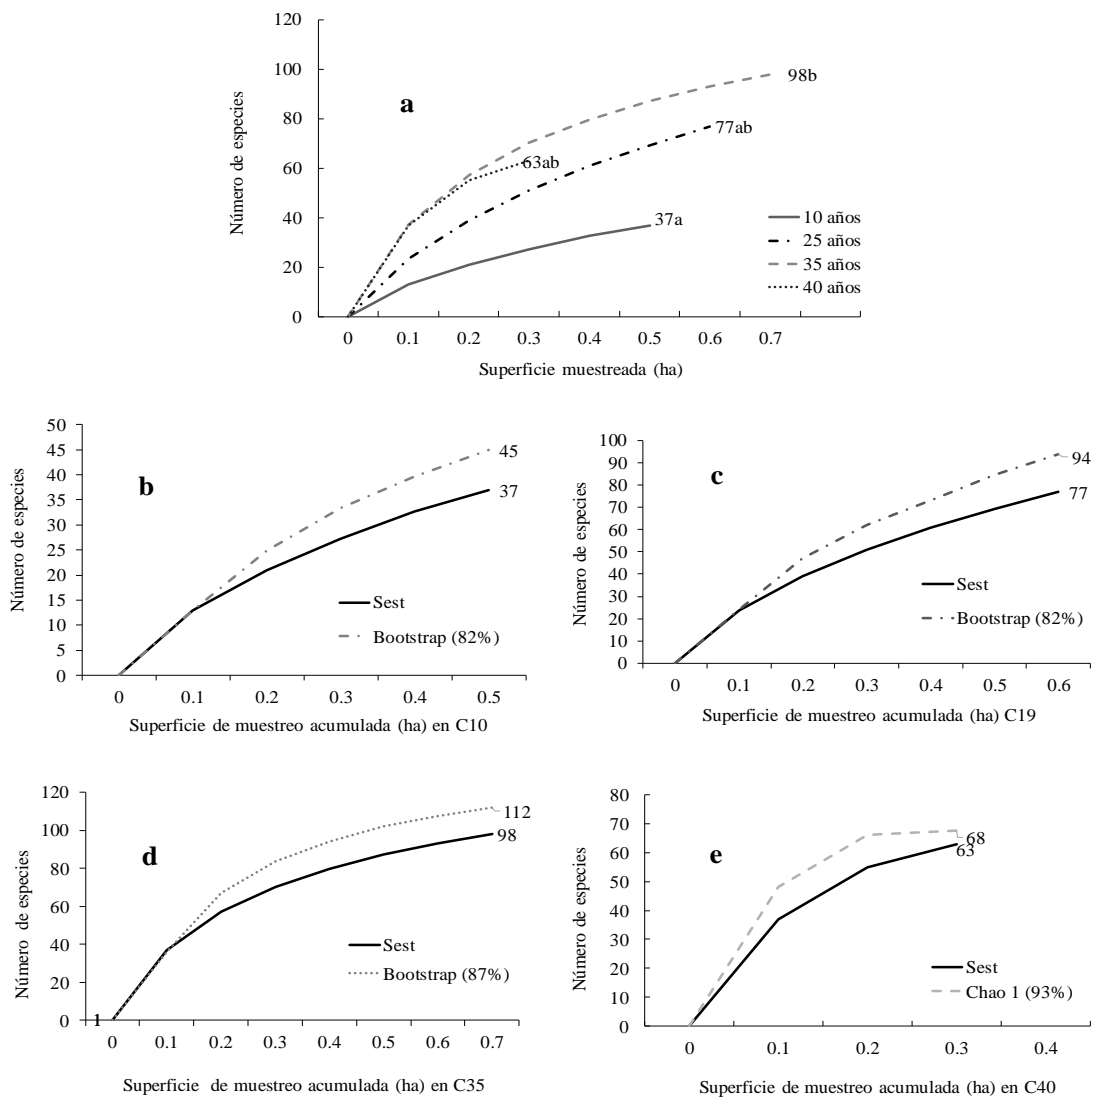 a
Número de especies
120
100
80
60
40
20
0
98b
77ab
63ab
37a
10 años
25 años
35 años
40 años
0 0.1 0.2 0.3 0.4 0.5 0.6 0.7
Superficie muestreada (ha)
b
Número de especies
50
45
40
35
30
25
20
15
10
5
0
45
37
Sest
Bootstrap (82%)
0 0.1 0.2 0.3 0.4 0.5
Superficie de muestreo acumulada (ha) en C10
c
Número de especies
100
90
80
70
60
50
40
30
20
10
0
94
77
Sest
Bootstrap (82%)
0 0.1 0.2 0.3 0.4 0.5 0.6
Superficie de muestreo acumulada (ha) C19
d
Número de especies
120
100
80
60
40
20
0
1
112
98
Sest
Bootstrap (87%)
0 0.1 0.2 0.3 0.4 0.5 0.6 0.7
Superficie de muestreo acumulada (ha) en C35
e
Número de especies
80
70
60
50
40
30
20
10
0
68
63
Sest
Chao 1 (93%)
0 0.1 0.2 0.3 0.4
Superficie de muestreo acumulada (ha) en C40